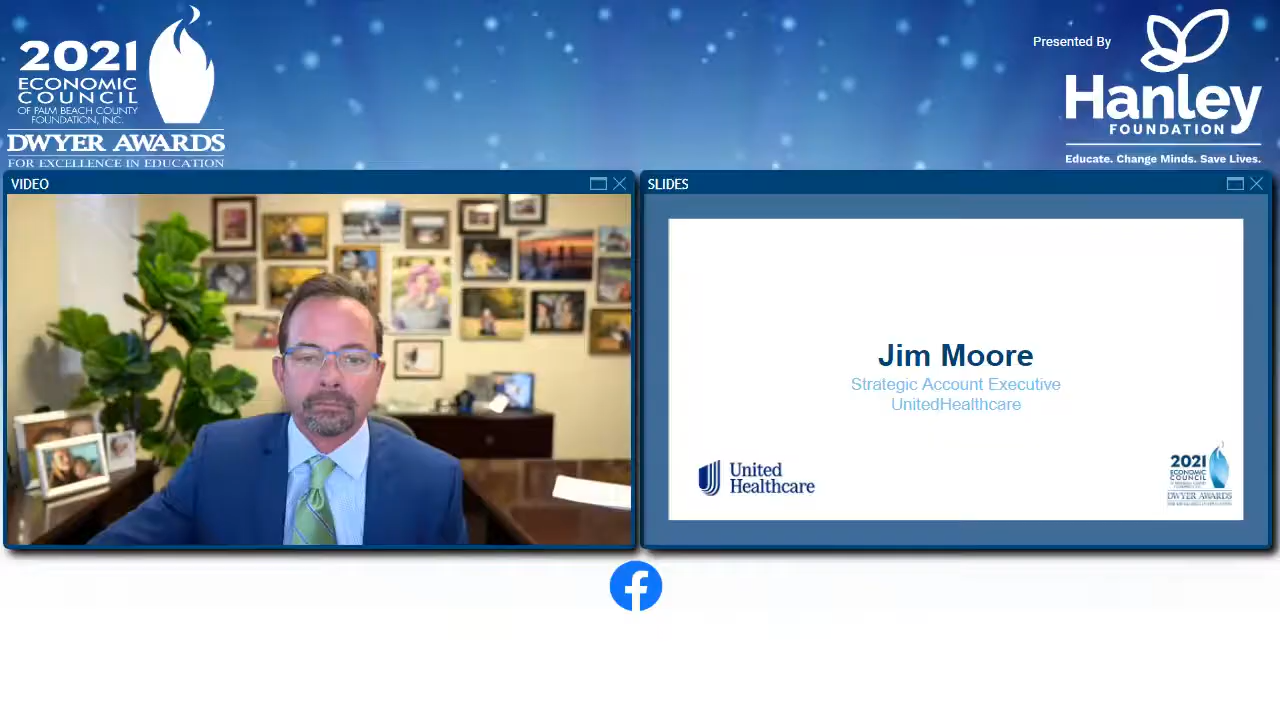 2021
ECONOMIC
COUNCIL
OF PALM BEACH COUNTY
FOUNDATION, INC.
DWYER AWARDS
FOR EXCELLENCE IN EDUCATION
Presented By
Hanley
FOUNDATION
Educate. Change Minds. Save Lives.
VIDEO
SLIDES
Jim Moore
Strategic Account Executive
UnitedHealthcare
United
Healthcare
2021
ECONOMIC
COUNCIL
DWYER AWARDS